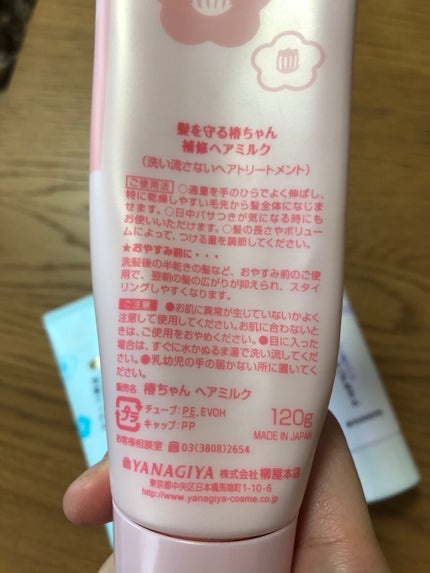 髪を守る椿ちゃん
補修ヘアミルク
(洗い流さないヘアトリートメント)
ご使用法 ○適量を手のひらでよく伸ばし、
特に乾燥しやすい毛先から髪全体になじま
せます。○日中パサつきが気になる時にも
お使いいただけます。○髪の長さやボリュー
ムによって、つける量を調節してください。
★おやすみ前に・・・
洗髪後の半乾きの髪など、おやすみ前のご使
用で、翌朝の髪の広がりが抑えられ、スタイ
リングしやすくなります。
ご注意 ●お肌に異常が生じていないかよく
注意して使用してください。お肌に合わないと
きは、ご使用をおやめください。●目に入った
場合は、すぐに水かぬるま湯で洗い流してくだ
さい。●乳幼児の手の届かない所に置いてく
ださい。
販売名 椿ちゃん ヘアミルク
プラ チューブ:PE,EVOH
キャップ:PP
120g
MADE IN JAPAN
お客様相談室 ☎03(3808)2654
YANAGIYA 株式会社 柳屋本店
東京都中央区日本橋馬喰町1-10-6
http://www.yanagiya-cosme.co.jp